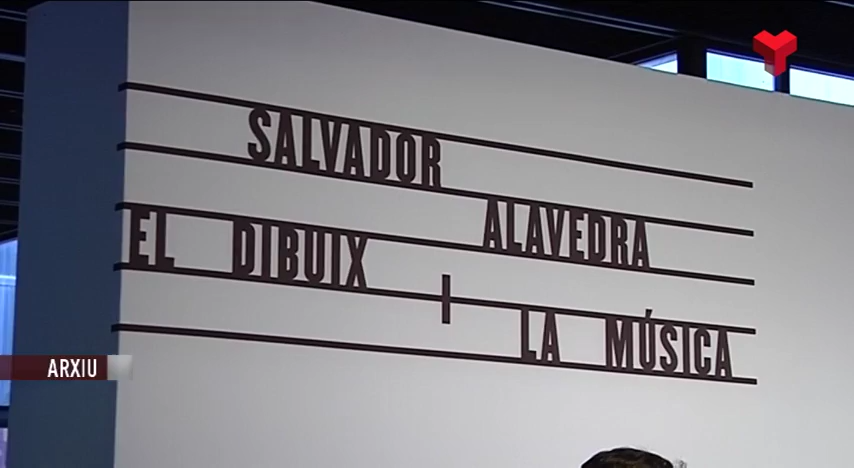 SALVADOR
ALAVEDRA
EL DIBUIX I
LA MÚSICA
ARXIU